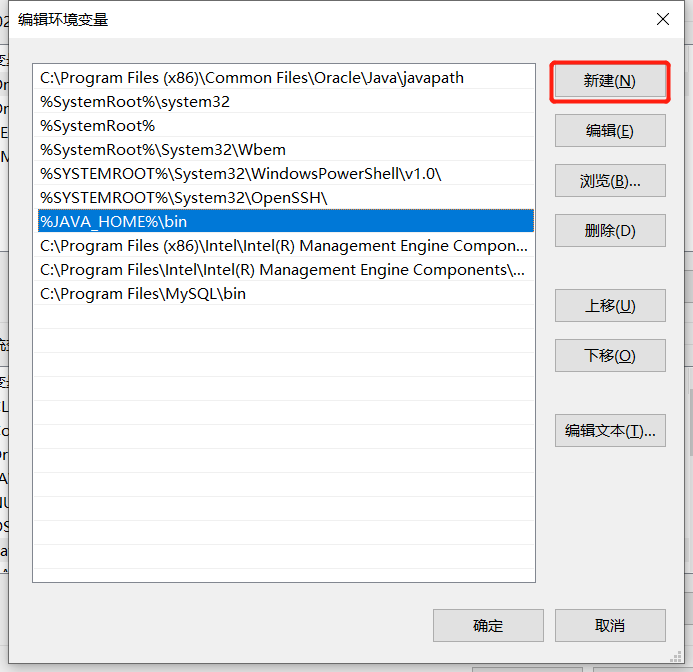 编辑环境变量
C:\Program Files (x86)\Common Files\Oracle\Java\javapath
%SystemRoot%\system32
%SystemRoot%
%SystemRoot%\System32\Wbem
%SYSTEMROOT%\System32\WindowsPowerShell\v1.0\
%SYSTEMROOT%\System32\OpenSSH\
%JAVA_HOME%\bin
C:\Program Files (x86)\Intel\Intel(R) Management Engine Compon...
C:\Program Files\Intel\Intel(R) Management Engine Components\...
C:\Program Files\MySQL\bin
新建(N)
编辑(E)
浏览(B)...
删除(D)
上移(U)
下移(O)
编辑文本(T)...
确定
取消